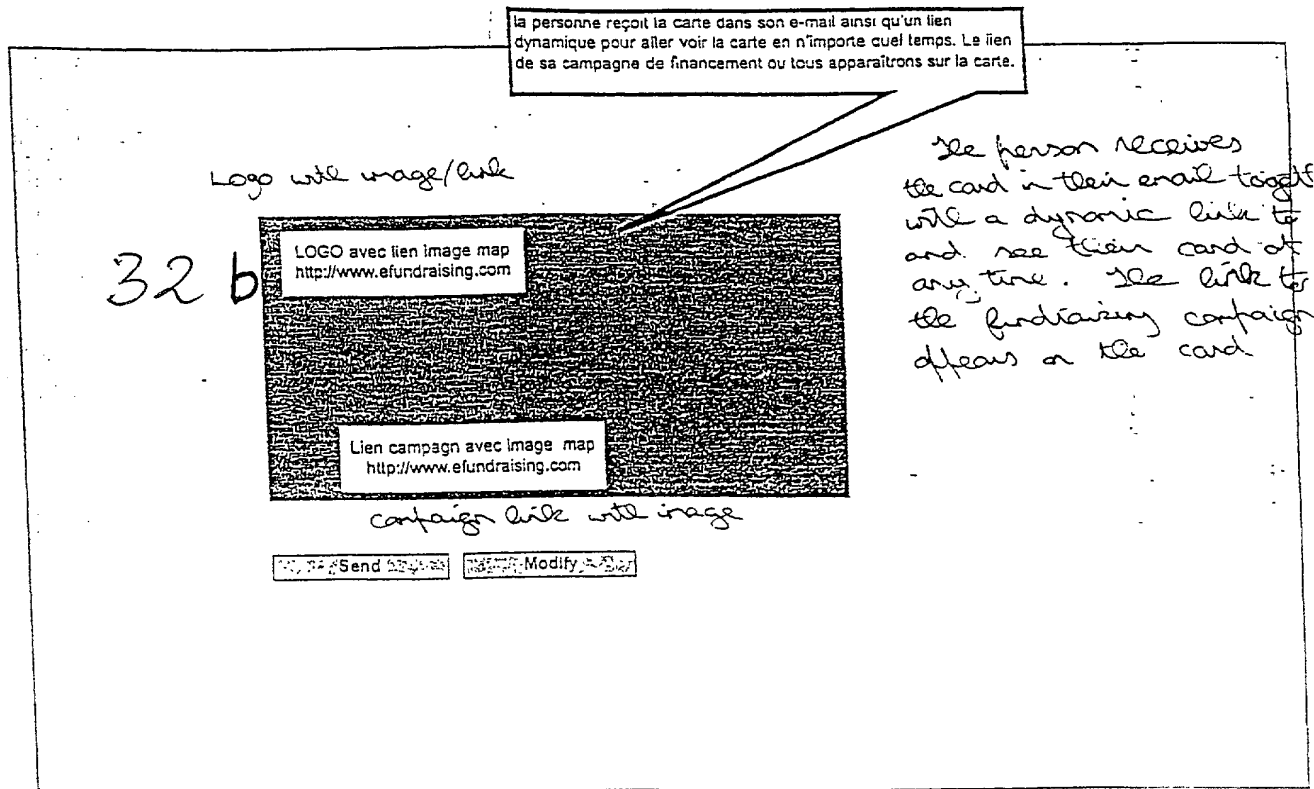 la personne reçoit la carte dans son e-mail ainsi qu'un lien
dynamique pour aller voir la carte en n'importe quel temps. Le lien
de sa campagne de financement ou tous apparaîtrons sur la carte.
Logo with image/link
32 b
LOGO avec lien image map
http://www.efundraising.com
Lien campagn avec image map
http://www.efundraising.com
campaign link with image
Send Modify
The person receives
the card in their email togeth
with a dynamic link to
and see their card at
any time. The link to
the fundraising campaign
appears on the card